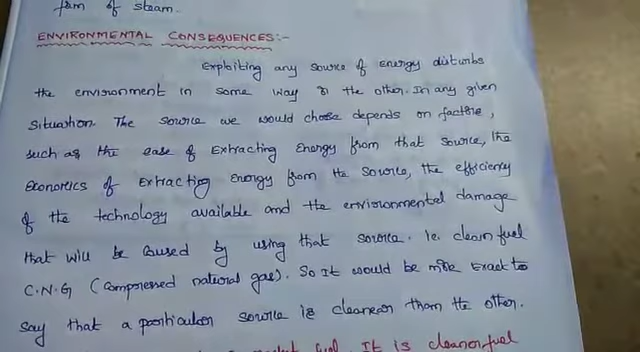 fam of steam.
ENVIRONMENTAL CONSEQUENCES:-
Exploiting any source of energy disturbs
the environment in some way or the other. In any given
situation. The source we would choose depends on factors,
such as the ease of Extracting Energy from that source, the
Economics of Extracting Energy from the source, the efficiency
of the technology available and the environmental damage
that will be caused by using that source. ie. clean fuel
C.N.G (compressed natural gas). So it would be more Exact to
say that a particular source is cleanear than the other.
fuel. It is cleanor fuel